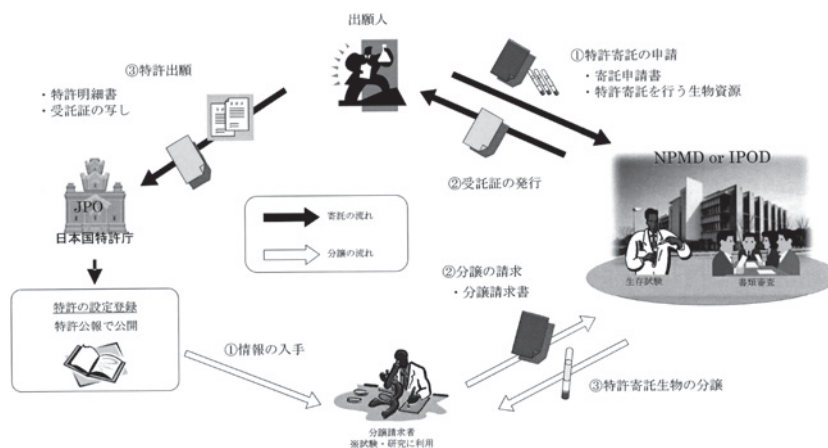 出願人
①特許寄託の申請
・寄託申請書
・特許寄託を行う生物資源
③特許出願
・特許明細書
・受託証の写し
②受託証の発行
NPMD or IPOD
JPO
日本国特許庁
寄託の流れ
分譲の流れ
生存試験
書類審査
②分譲の請求
・分譲請求書
特許の設定登録
特許公報で公開
①情報の入手
③特許寄託生物の分譲
分譲請求者
※試験・研究に利用